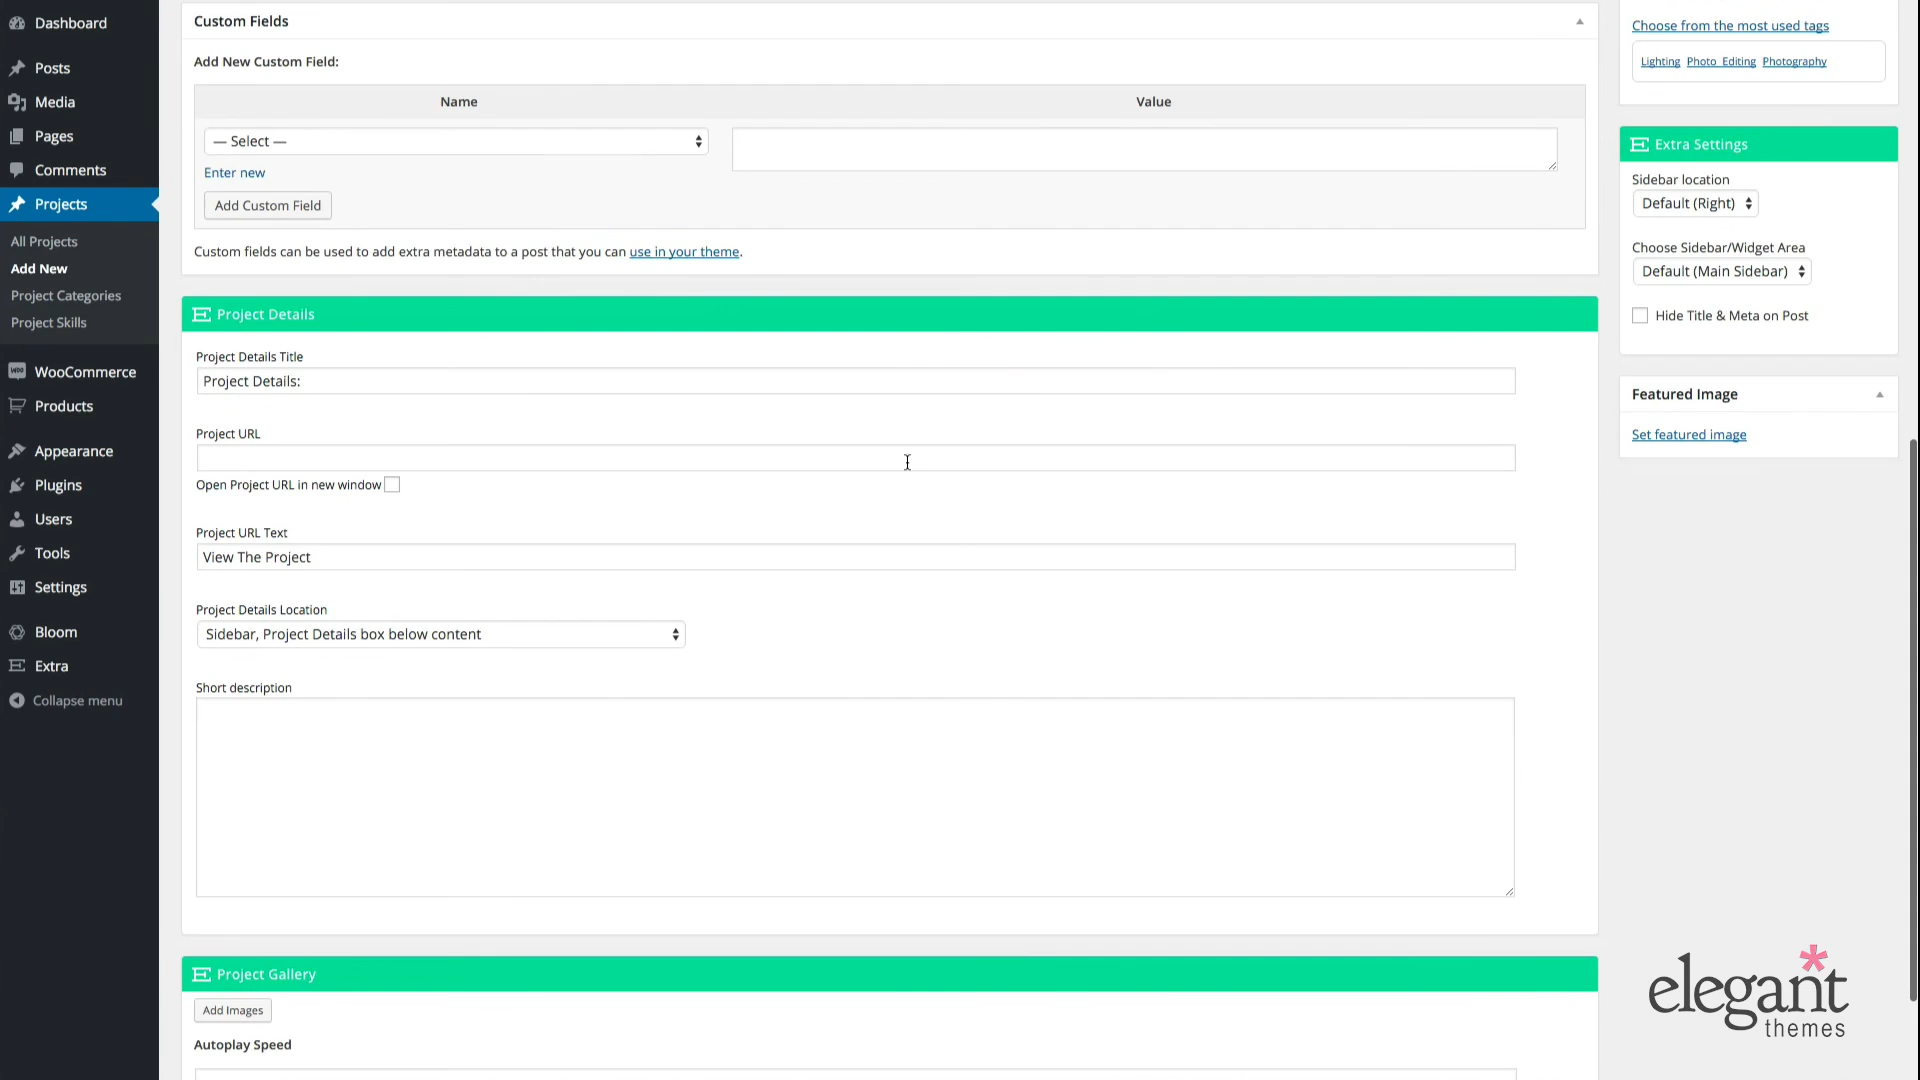 Dashboard
Posts
Media
Pages
Comments
Projects
All Projects
Add New
Project Categories
Project Skills
WooCommerce
Products
Appearance
Plugins
Users
Tools
Settings
Bloom
Extra
Collapse menu
Custom Fields
Add New Custom Field:
Name Value
— Select —
Enter new
Add Custom Field
Custom fields can be used to add extra metadata to a post that you can use in your theme.
Project Details
Project Details Title
Project Details:
Project URL
Open Project URL in new window
Project URL Text
View The Project
Project Details Location
Sidebar, Project Details box below content
Short description
Project Gallery
Add Images
Autoplay Speed
Choose from the most used tags
Lighting Photo Editing Photography
Extra Settings
Sidebar location
Default (Right)
Choose Sidebar/Widget Area
Default (Main Sidebar)
Hide Title & Meta on Post
Featured Image
Set featured image
elegant
themes